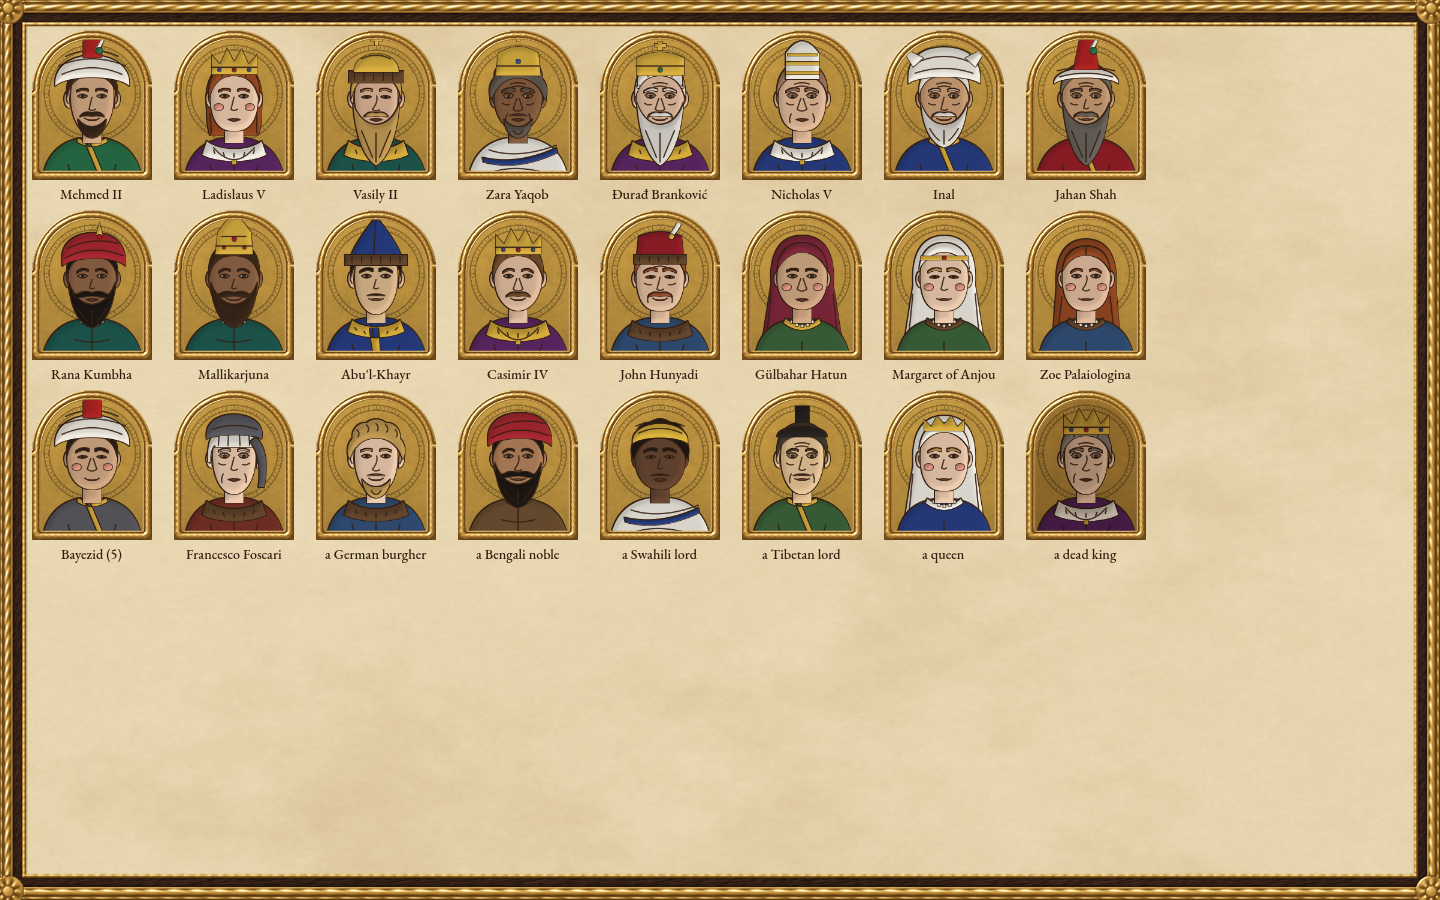 Mehmed II
Ladislaus V
Vasily II
Zara Yaqob
Đurađ Branković
Nicholas V
Inal
Jahan Shah
Rana Kumbha
Mallikarjuna
Abu'l-Khayr
Casimir IV
John Hunyadi
Gülbahar Hatun
Margaret of Anjou
Zoe Palaiologina
Bayezid (5)
Francesco Foscari
a German burgher
a Bengali noble
a Swahili lord
a Tibetan lord
a queen
a dead king